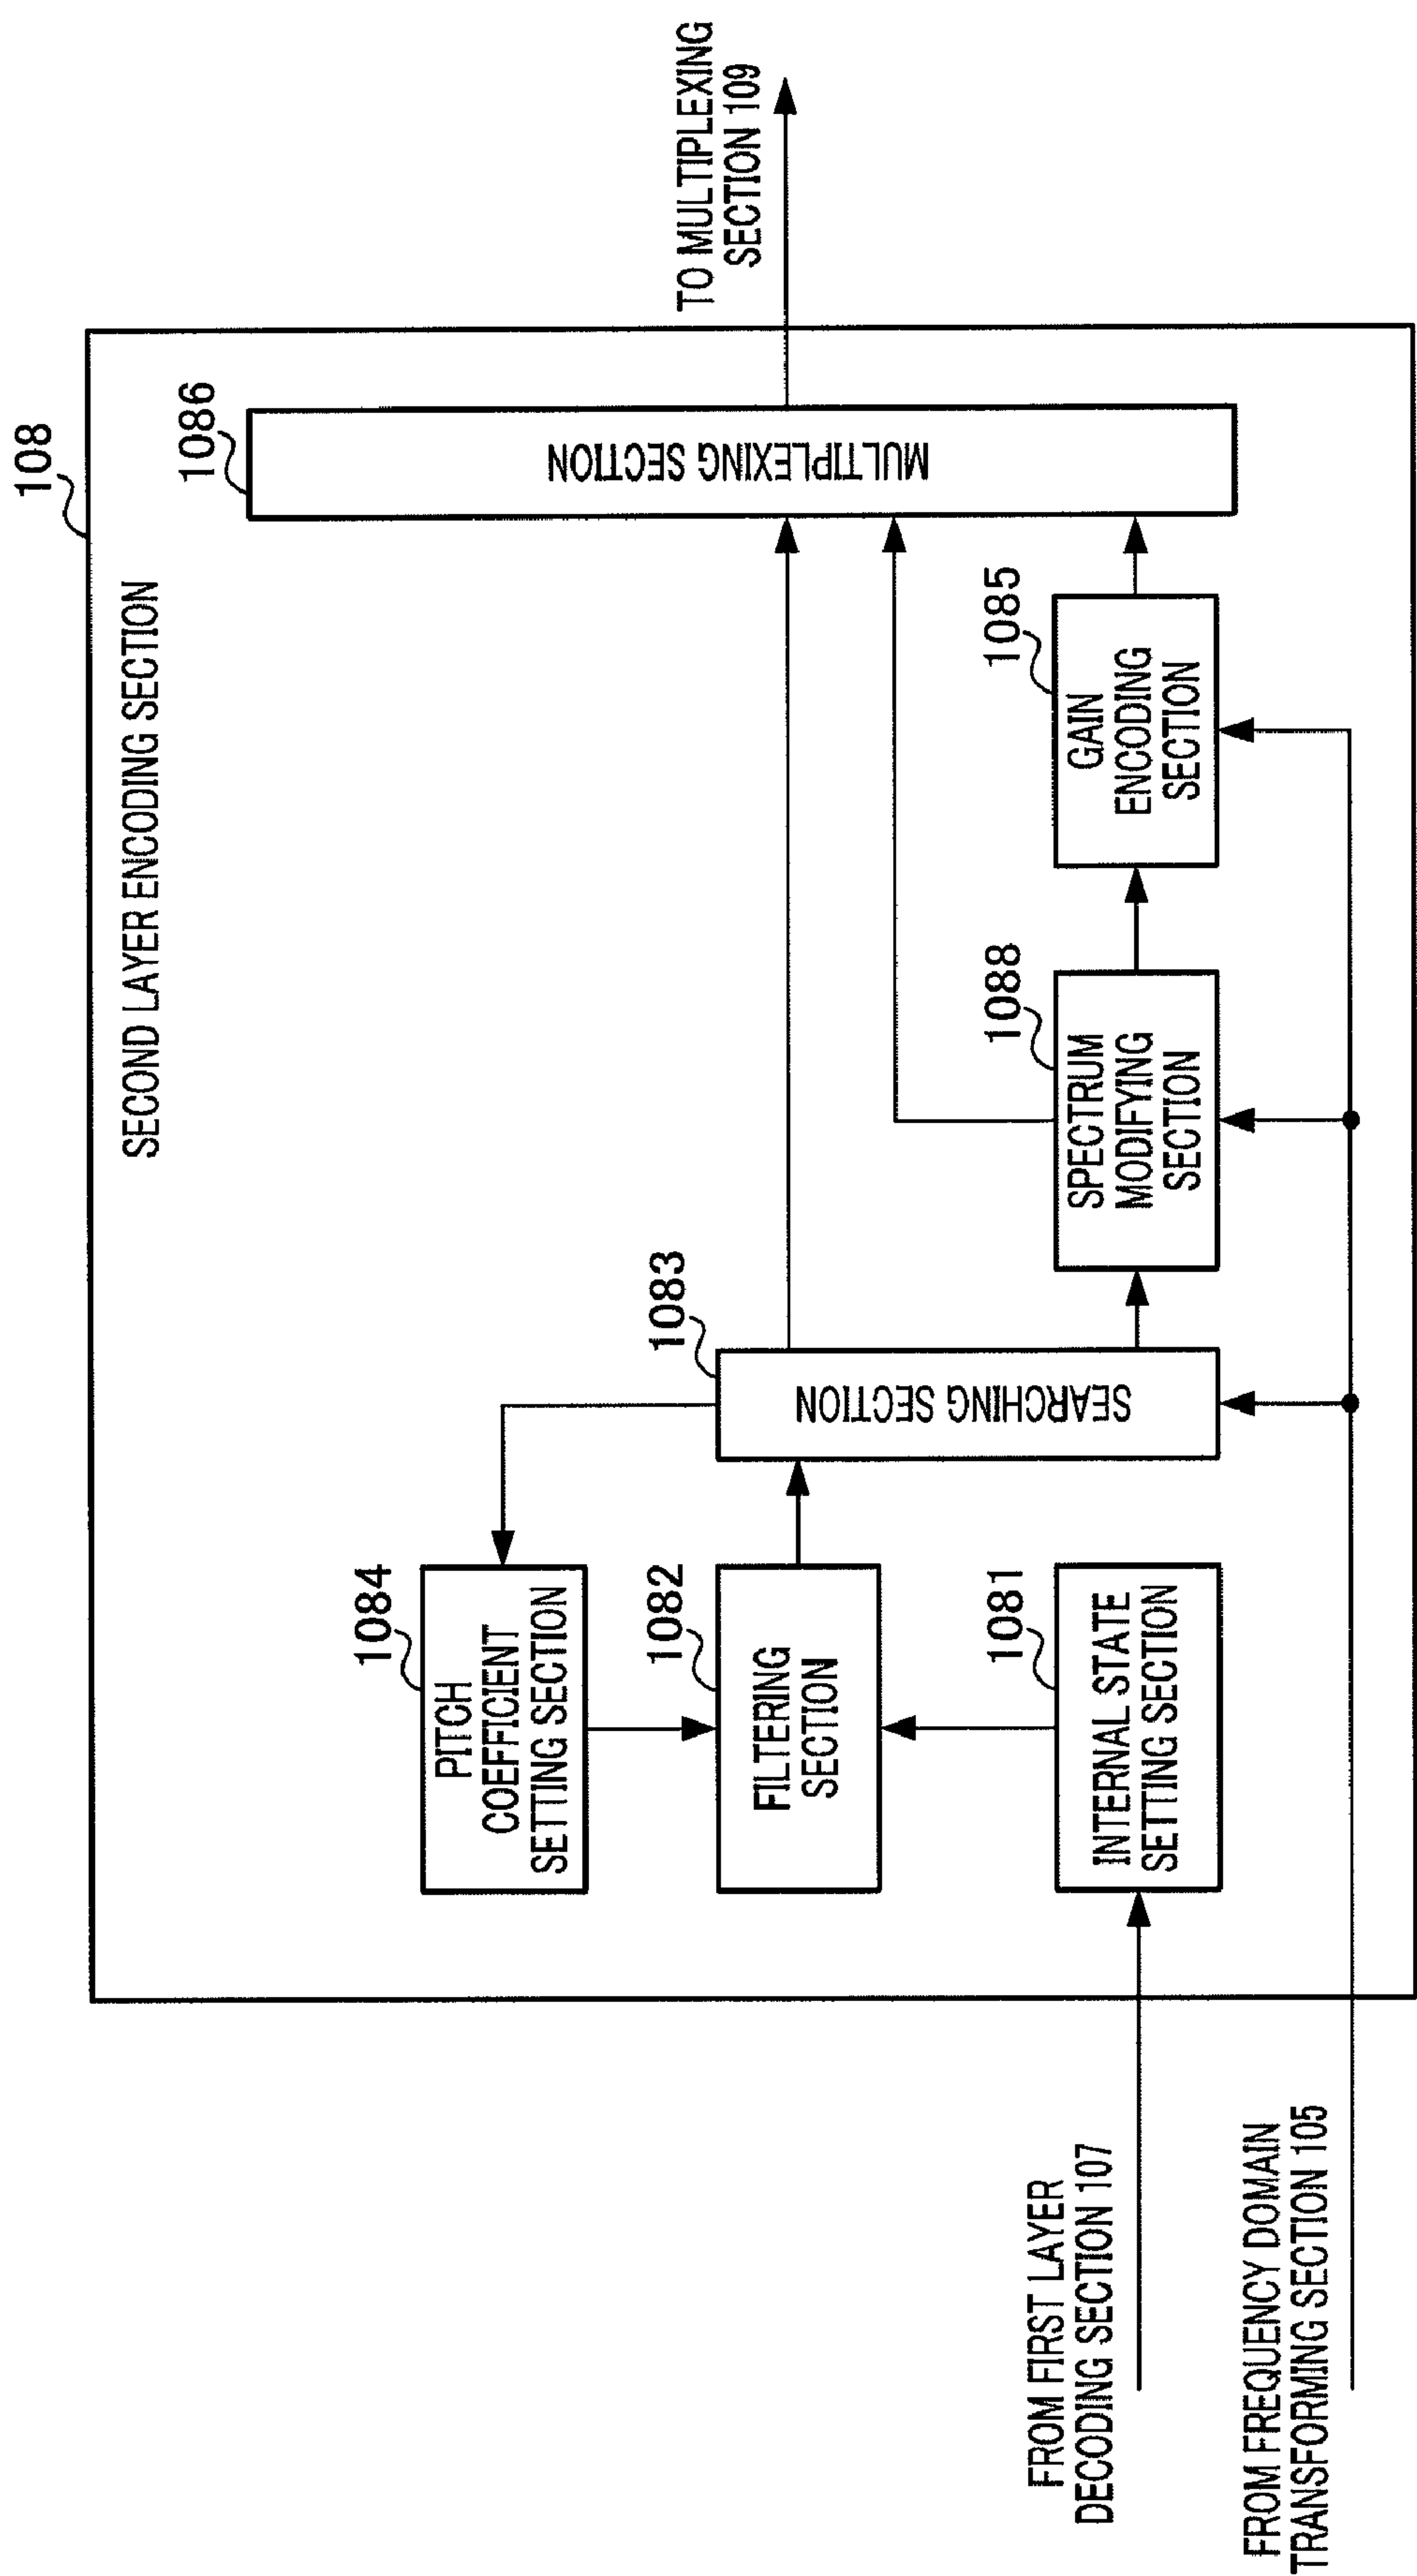 108
SECOND LAYER ENCODING SECTION
1084
PITCH
COEFFICIENT
SETTING SECTION
1082
FILTERING
SECTION
1081
INTERNAL STATE
SETTING SECTION
1083
SEARCHING SECTION
1088
SPECTRUM
MODIFYING
SECTION
1085
GAIN
ENCODING
SECTION
1086
MULTIPLEXING SECTION
TO MULTIPLEXING
SECTION 109
FROM FIRST LAYER
DECODING SECTION 107
FROM FREQUENCY DOMAIN
TRANSFORMING SECTION 105